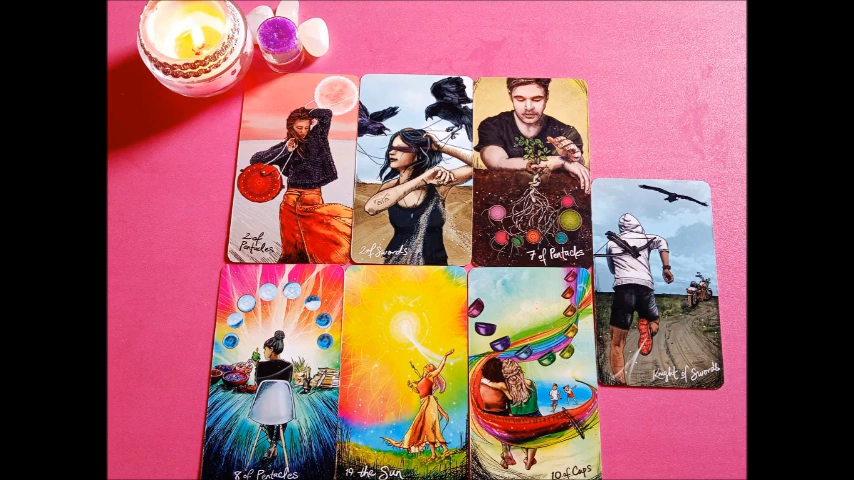 2 of
Pentacles
2 of Swords
7 of Pentacles
Knight of Swords
8 of Pentacles
19 the Sun
10 of Cups